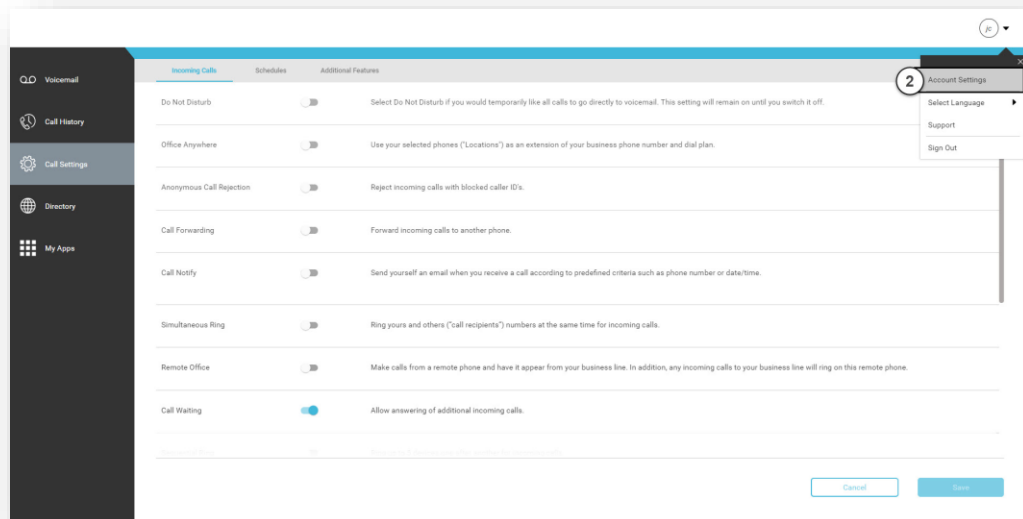 jc
Voicemail
Call History
Call Settings
Directory
My Apps
Incoming Calls Schedules Additional Features
2 Account Settings
Select Language
Support
Sign Out
Do Not Disturb Select Do Not Disturb if you would temporarily like all calls to go directly to voicemail. This setting will remain on until you switch it off.
Office Anywhere Use your selected phones ("Locations") as an extension of your business phone number and dial plan.
Anonymous Call Rejection Reject incoming calls with blocked caller ID's.
Call Forwarding Forward incoming calls to another phone.
Call Notify Send yourself an email when you receive a call according to predefined criteria such as phone number or date/time.
Simultaneous Ring Ring yours and others ("call recipients") numbers at the same time for incoming calls.
Remote Office Make calls from a remote phone and have it appear from your business line. In addition, any incoming calls to your business line will ring on this remote phone.
Call Waiting Allow answering of additional incoming calls.
Cancel Save